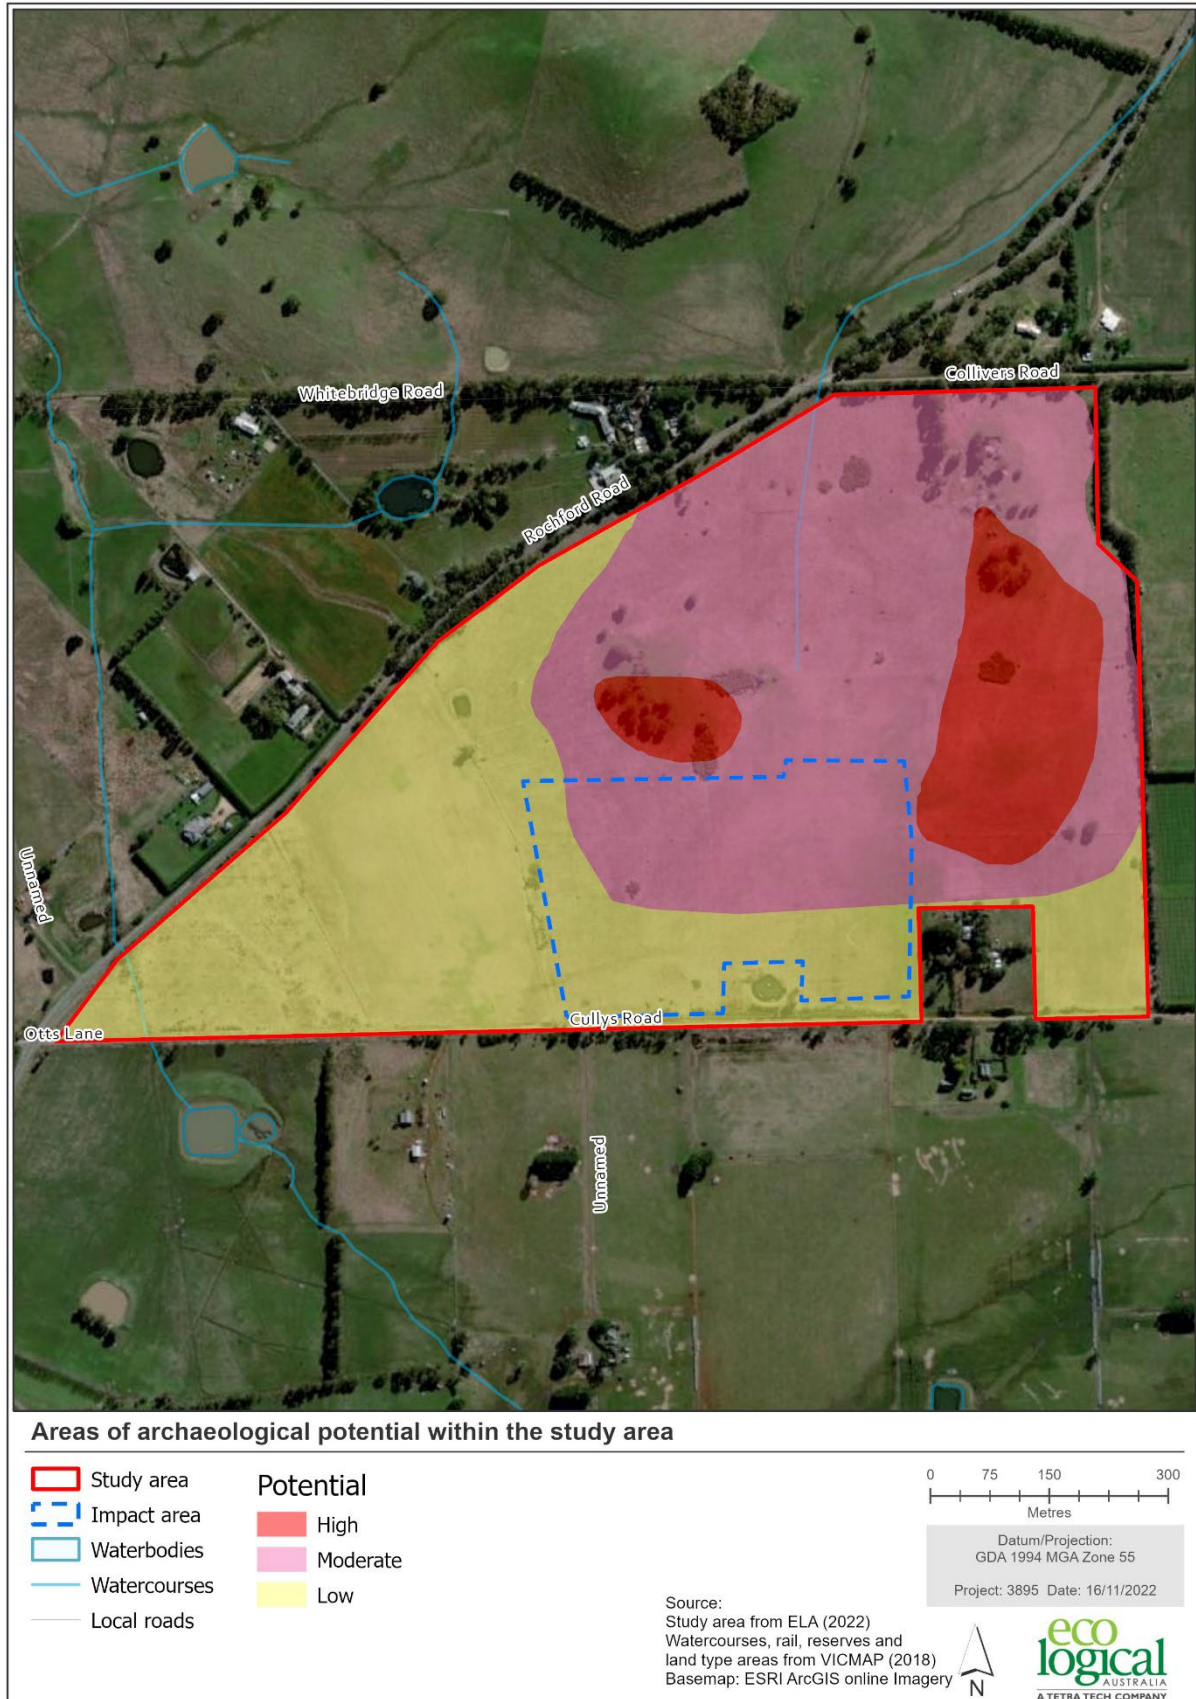 Whitebridge Road
Collivers Road
Rochford Road
Unnamed
Otts Lane
Cullys Road
Unnamed
Areas of archaeological potential within the study area
Study area
Impact area
Waterbodies
Watercourses
Local roads
Potential
High
Moderate
Low
0 75 150 300
Metres
Datum/Projection:
GDA 1994 MGA Zone 55
Project: 3895 Date: 16/11/2022
Source:
Study area from ELA (2022)
Watercourses, rail, reserves and
land type areas from VICMAP (2018)
Basemap: ESRI ArcGIS online Imagery
N
eco
logical
AUSTRALIA
A TETRA TECH COMPANY